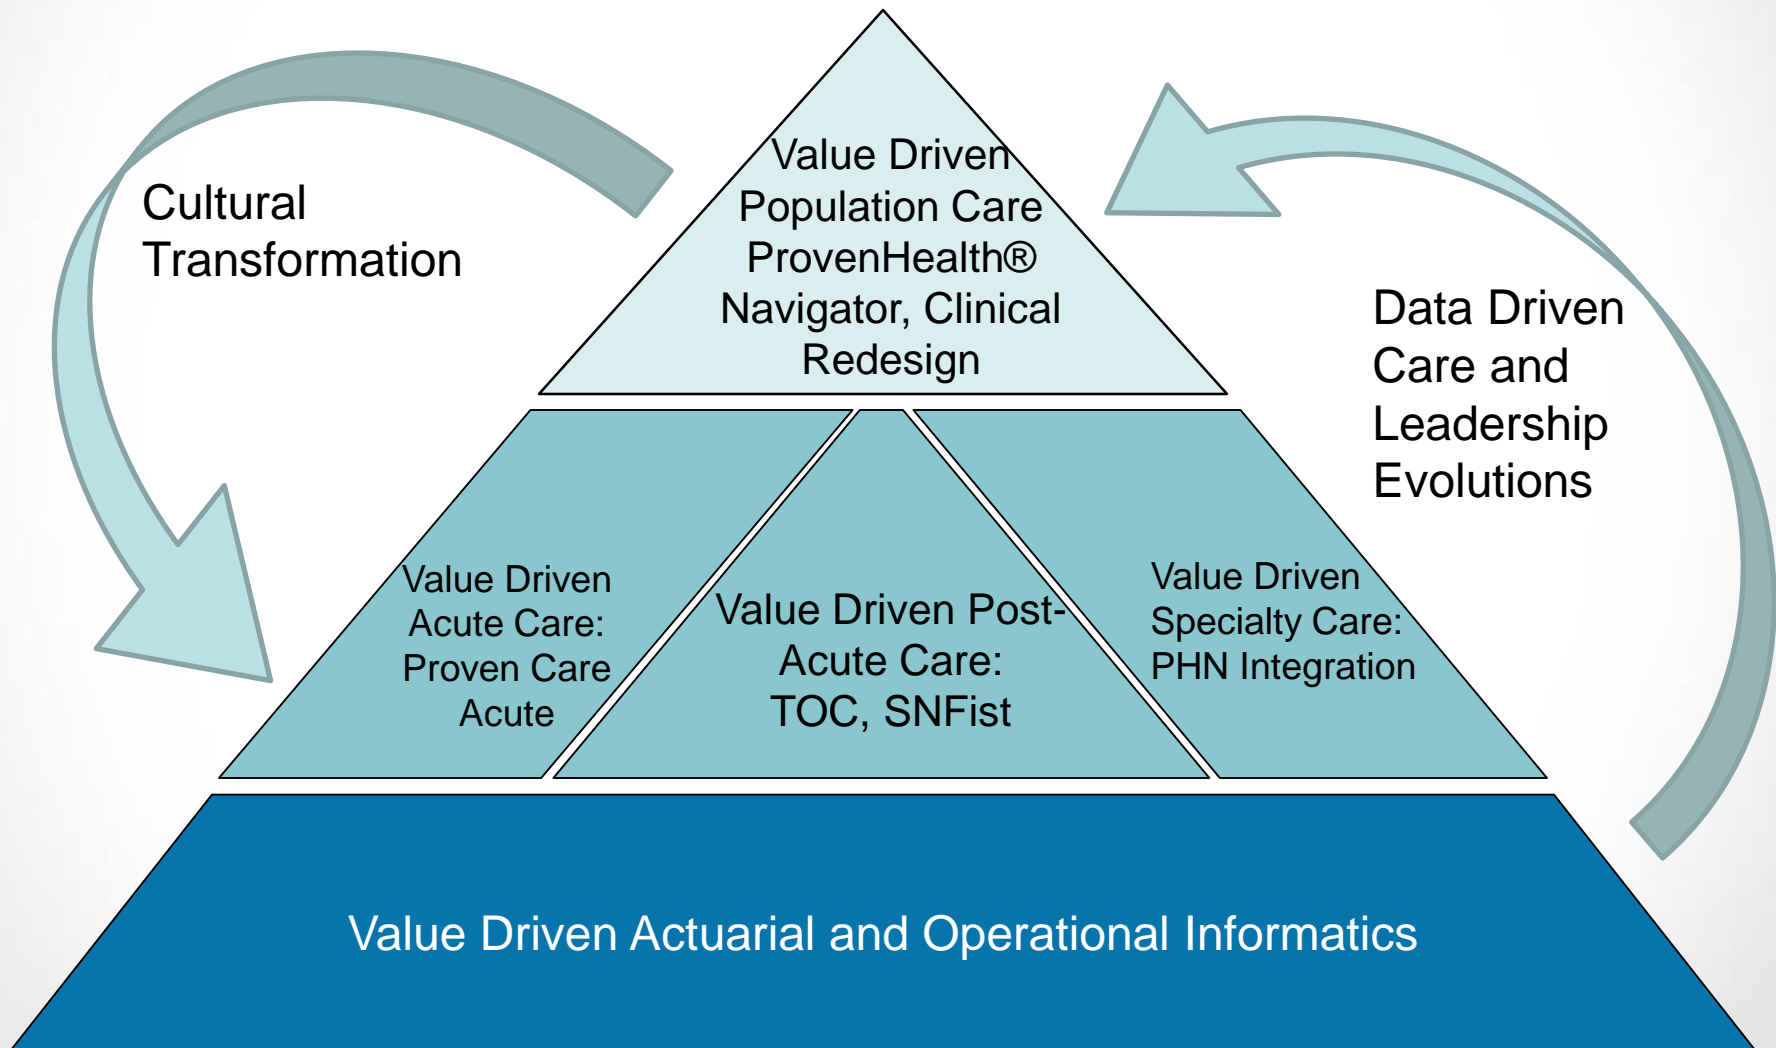 Value Driven
Population Care
ProvenHealth®
Navigator, Clinical
Redesign
Cultural
Transformation
Data Driven
Care and
Leadership
Evolutions
Value Driven
Acute Care:
Proven Care
Acute
Value Driven Post-
Acute Care:
TOC, SNFist
Value Driven
Specialty Care:
PHN Integration
Value Driven Actuarial and Operational Informatics